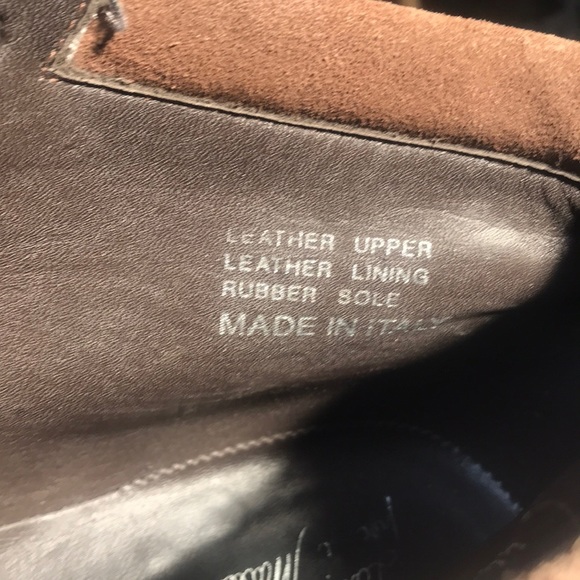 LEATHER UPPER
LEATHER LINING
RUBBER SOLE
MADE IN ITALY